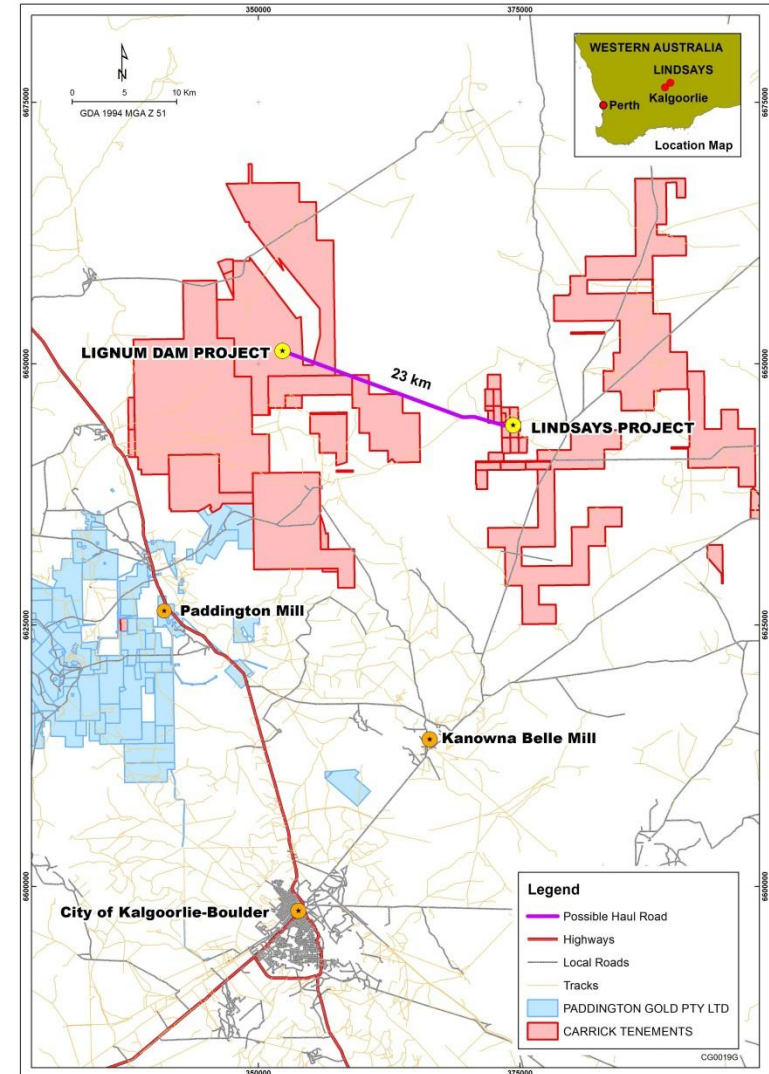 350000
375000
N
0 5 10 Km
GDA 1994 MGA Z 51
WESTERN AUSTRALIA
LINDSAYS
Kalgoorlie
Perth
Location Map
6675000
6675000
6650000
6650000
LIGNUM DAM PROJECT
23 km
LINDSAYS PROJECT
6625000
6625000
Paddington Mill
Kanowna Belle Mill
6600000
6600000
City of Kalgoorlie-Boulder
Legend
Possible Haul Road
Highways
Local Roads
Tracks
PADDINGTON GOLD PTY LTD
CARRICK TENEMENTS
CG0019G
350000
375000